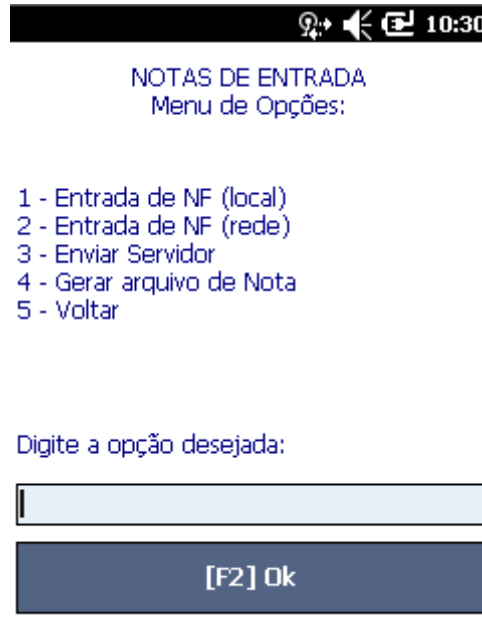 10:30
NOTAS DE ENTRADA
Menu de Opções:
1 - Entrada de NF (local)
2 - Entrada de NF (rede)
3 - Enviar Servidor
4 - Gerar arquivo de Nota
5 - Voltar
Digite a opção desejada:
[F2] Ok